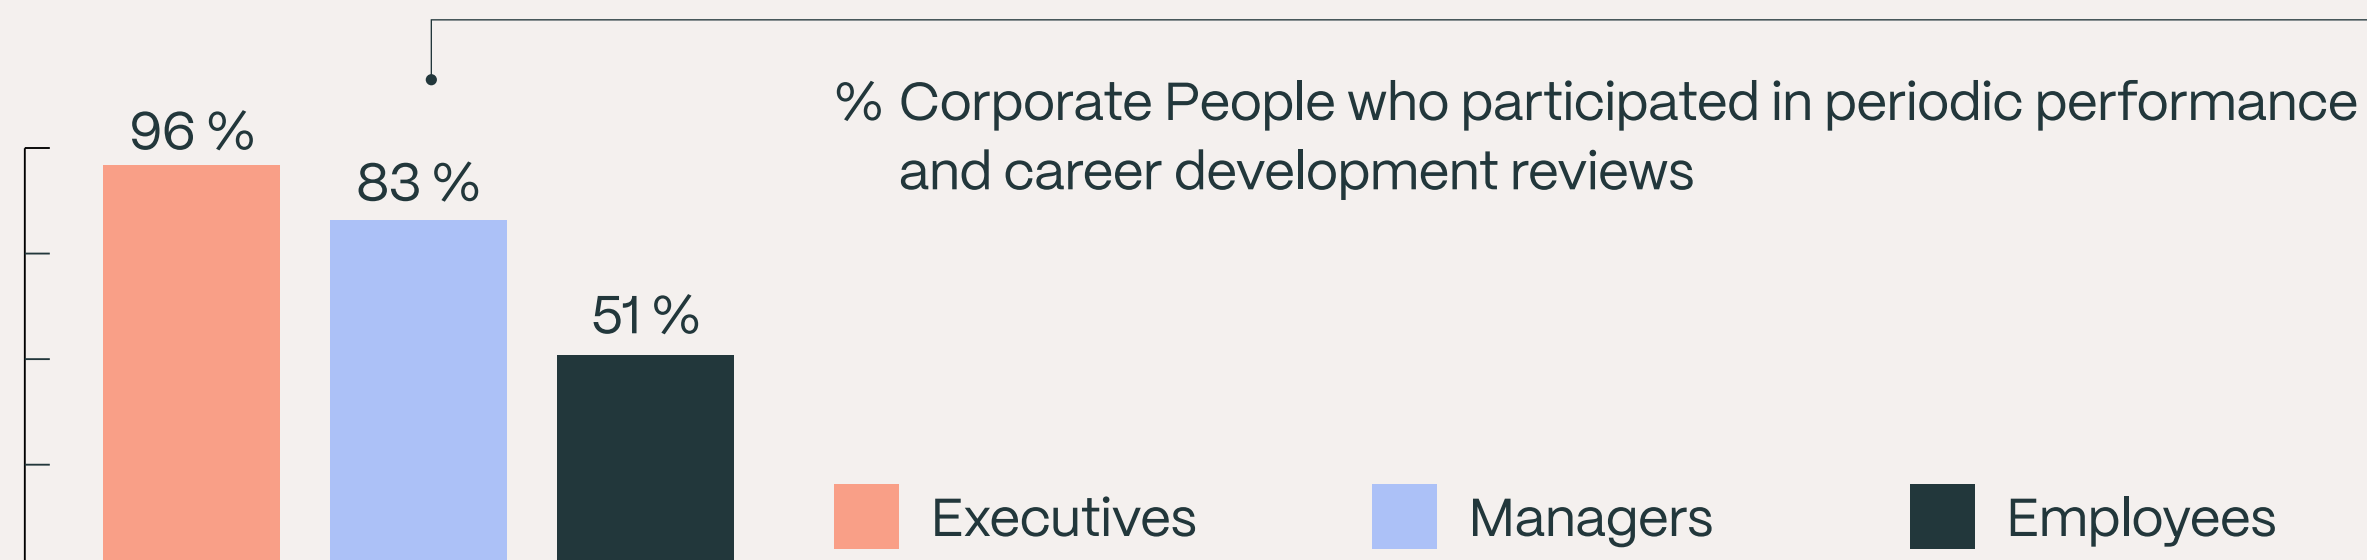 % Corporate People who participated in periodic performance
and career development reviews
96 %
83 %
51 %
Executives
Managers
Employees